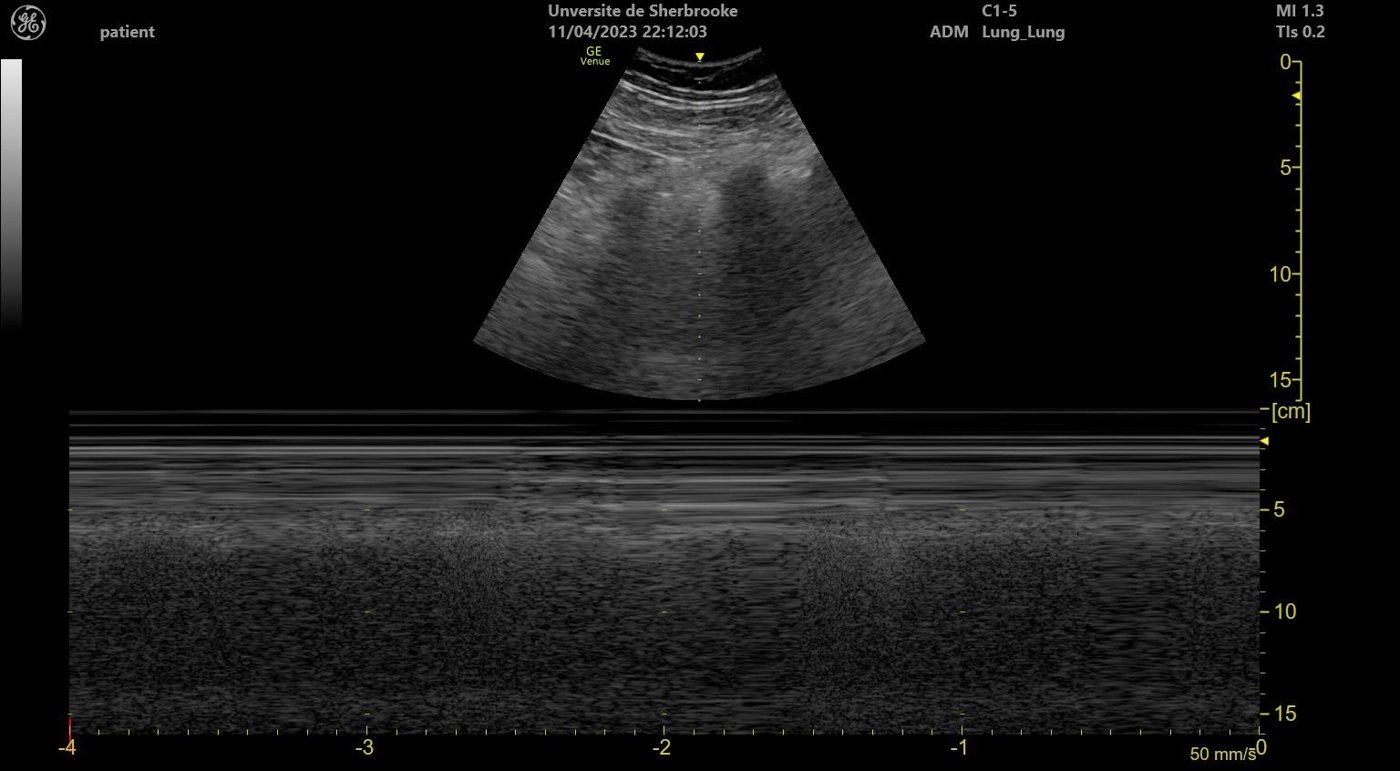 GE
patient
Unversite de Sherbrooke
11/04/2023 22:12:03
ADM
C1-5
Lung_Lung
MI 1.3
TIs 0.2
GE
Venue
0
5
10
15
[cm]
5
10
15
-4
-3
-2
-1
0
50 mm/s